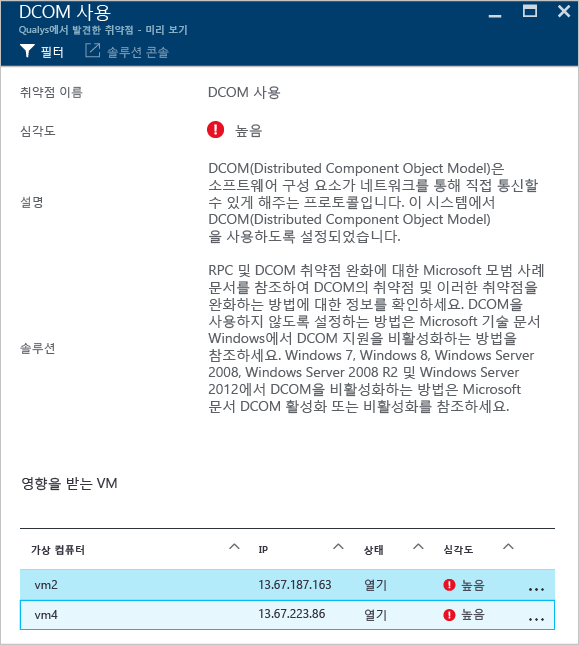 DCOM 사용
Qualys에서 발견한 취약점 - 미리 보기
필터 솔루션 콘솔
취약점 이름 DCOM 사용
심각도 높음
설명
DCOM(Distributed Component Object Model)은
소프트웨어 구성 요소가 네트워크를 통해 직접 통신할
수 있게 해주는 프로토콜입니다. 이 시스템에서
DCOM(Distributed Component Object Model)
을 사용하도록 설정되었습니다.
솔루션
RPC 및 DCOM 취약점 완화에 대한 Microsoft 모범 사례
문서를 참조하여 DCOM의 취약점 및 이러한 취약점을
완화하는 방법에 대한 정보를 확인하세요. DCOM을
사용하지 않도록 설정하는 방법은 Microsoft 기술 문서
Windows에서 DCOM 지원을 비활성화하는 방법을
참조하세요. Windows 7, Windows 8, Windows Server
2008, Windows Server 2008 R2 및 Windows Server
2012에서 DCOM을 비활성화하는 방법은 Microsoft
문서 DCOM 활성화 또는 비활성화를 참조하세요.
영향을 받는 VM
가상 컴퓨터 IP 상태 심각도
vm2 13.67.187.163 열기 높음 ...
vm4 13.67.223.86 열기 높음 ...